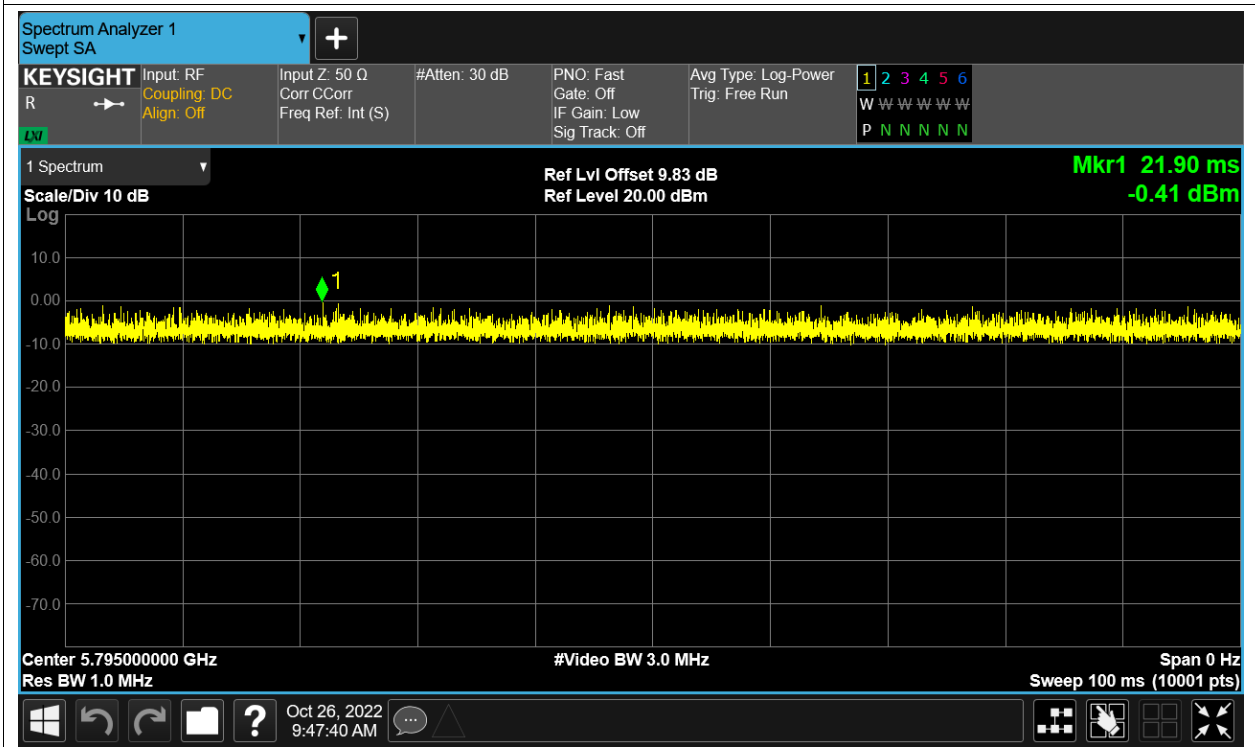 Spectrum Analyzer 1
Swept SA
KEYSIGHT
R
LXI
Input: RF
Coupling: DC
Align: Off
Input Z: 50 Ω
Corr CCorr
Freq Ref: Int (S)
#Atten: 30 dB
PNO: Fast
Gate: Off
IF Gain: Low
Sig Track: Off
Avg Type: Log-Power
Trig: Free Run
1 2 3 4 5 6
W W W W W W
P N N N N N
1 Spectrum
Scale/Div 10 dB
Ref Lvl Offset 9.83 dB
Ref Level 20.00 dBm
Mkr1 21.90 ms
-0.41 dBm
Log
10.0
1
0.00
-10.0
-20.0
-30.0
-40.0
-50.0
-60.0
-70.0
Center 5.795000000 GHz
Res BW 1.0 MHz
#Video BW 3.0 MHz
Span 0 Hz
Sweep 100 ms (10001 pts)
?
Oct 26, 2022
9:47:40 AM